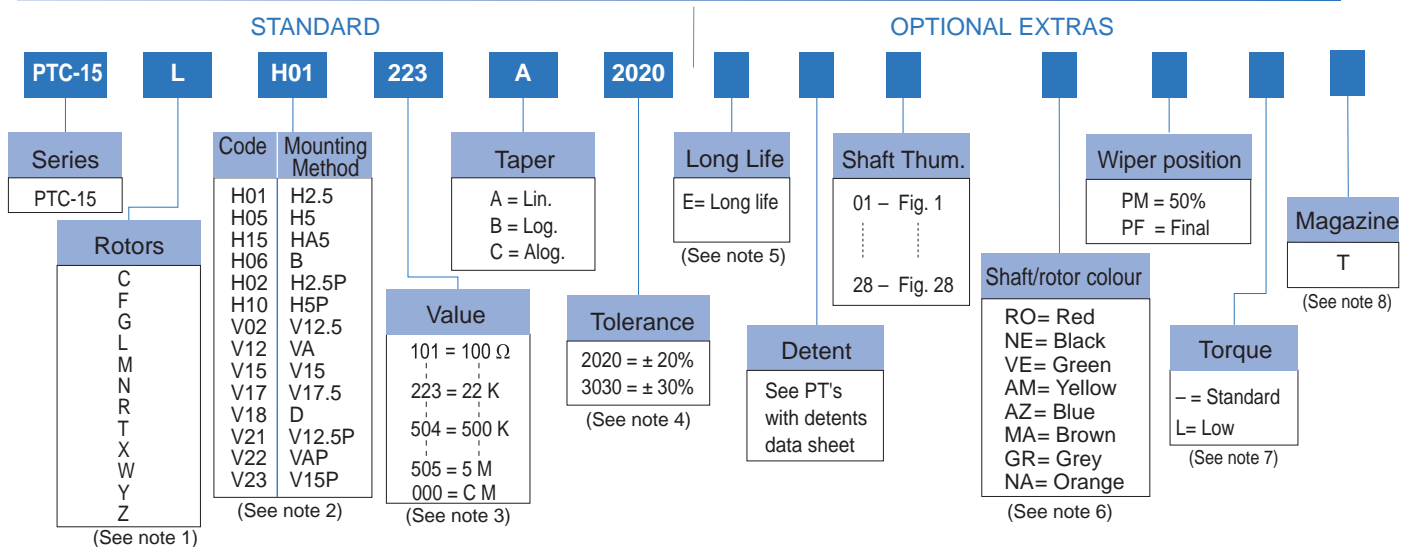 STANDARD
OPTIONAL EXTRAS
PTC-15 L H01 223 A 2020
Series
PTC-15
Rotors
C
F
G
L
M
N
R
T
X
W
Y
Z
(See note 1)
Code Mounting
Method
H01 H2.5
H05 H5
H15 HA5
H06 B
H02 H2.5P
H10 H5P
V02 V12.5
V12 VA
V15 V15
V17 V17.5
V18 D
V21 V12.5P
V22 VAP
V23 V15P
(See note 2)
Value
101 = 100 Ω
223 = 22 K
504 = 500 K
505 = 5 M
000 = C M
(See note 3)
Taper
A = Lin.
B = Log.
C = Alog.
Tolerance
2020 = ± 20%
3030 = ± 30%
(See note 4)
Long Life
E= Long life
(See note 5)
Detent
See PT's
with detents
data sheet
Shaft Thum.
01 – Fig. 1
28 – Fig. 28
Shaft/rotor colour
RO= Red
NE= Black
VE= Green
AM= Yellow
AZ= Blue
MA= Brown
GR= Grey
NA= Orange
(See note 6)
Wiper position
PM = 50%
PF = Final
Torque
– = Standard
L= Low
(See note 7)
Magazine
T
(See note 8)